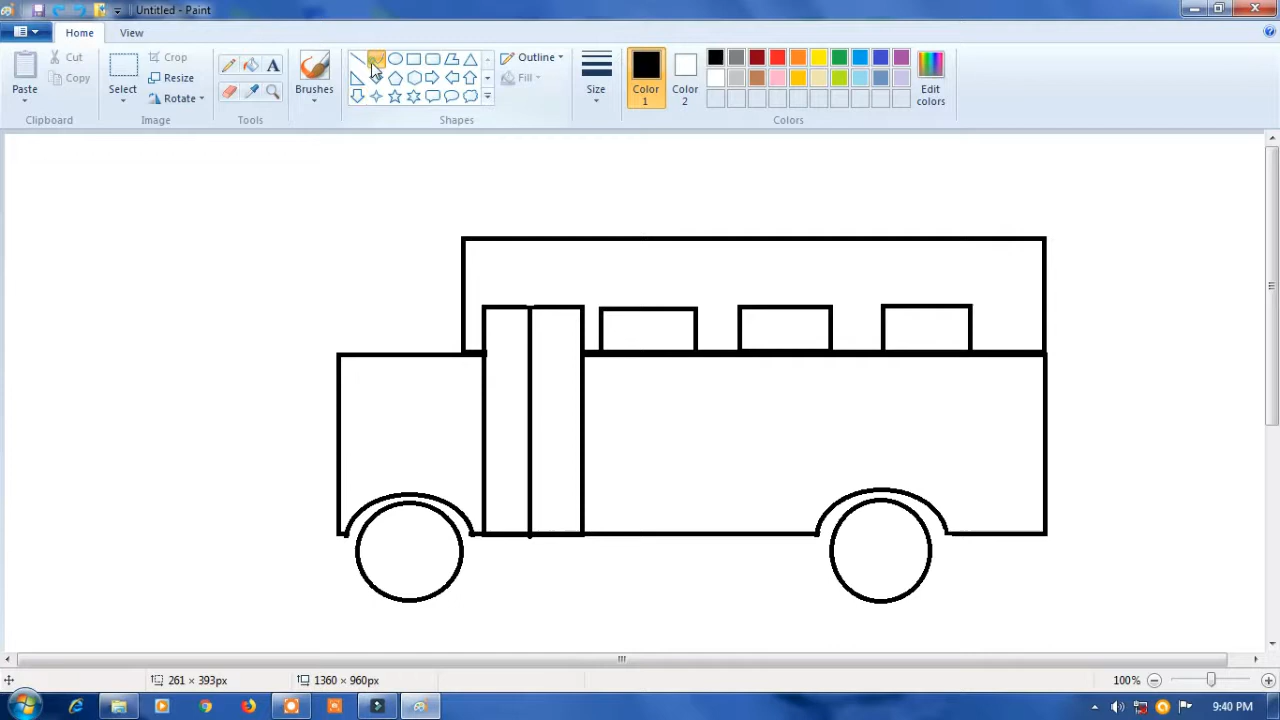 Untitled - Paint
Home
View
Paste
Cut
Copy
Clipboard
Select
Crop
Resize
Rotate
Image
A
Tools
Brushes
Outline
Fill
Shapes
Size
Color 1
Color 2
Edit colors
Colors
261 × 393px
1360 × 960px
100%
9:40 PM